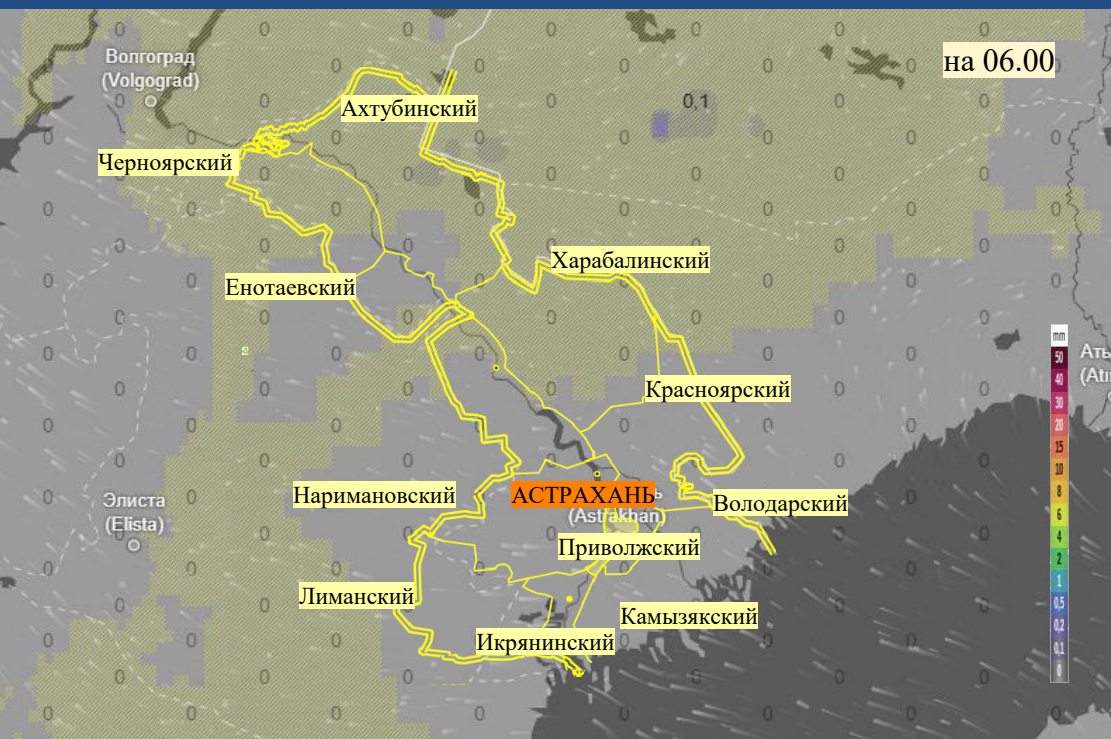 на 06.00
Волгоград
(Volgograd)
Ахтубинский
0,1
Черноярский
Харабалинский
Енотаевский
mm
50
40
30
20
15
10
8
6
4
2
1
0,5
0,2
0,1
0
Аты
(Atı
Красноярский
Наримановский
АСТРАХАНЬ
(Astrakhan)
Володарский
Элиста
(Elista)
Приволжский
Лиманский
Камызякский
Икрянинский